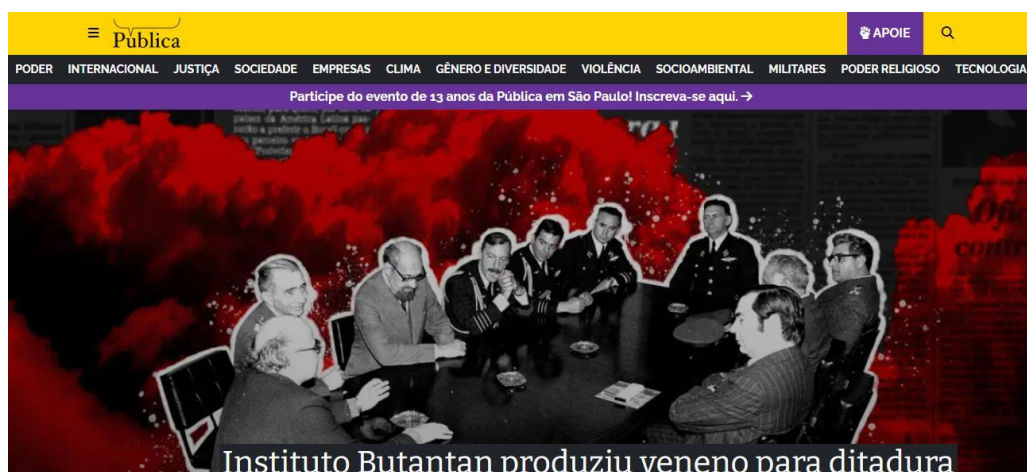 Pública
APOIE
PODER INTERNACIONAL JUSTIÇA SOCIEDADE EMPRESAS CLIMA GÊNERO E DIVERSIDADE VIOLÊNCIA SOCIOAMBIENTAL MILITARES PODER RELIGIOSO TECNOLOGIA
Participe do evento de 13 anos da Pública em São Paulo! Inscreva-se aqui. →
Instituto Butantan produziu veneno para ditadura